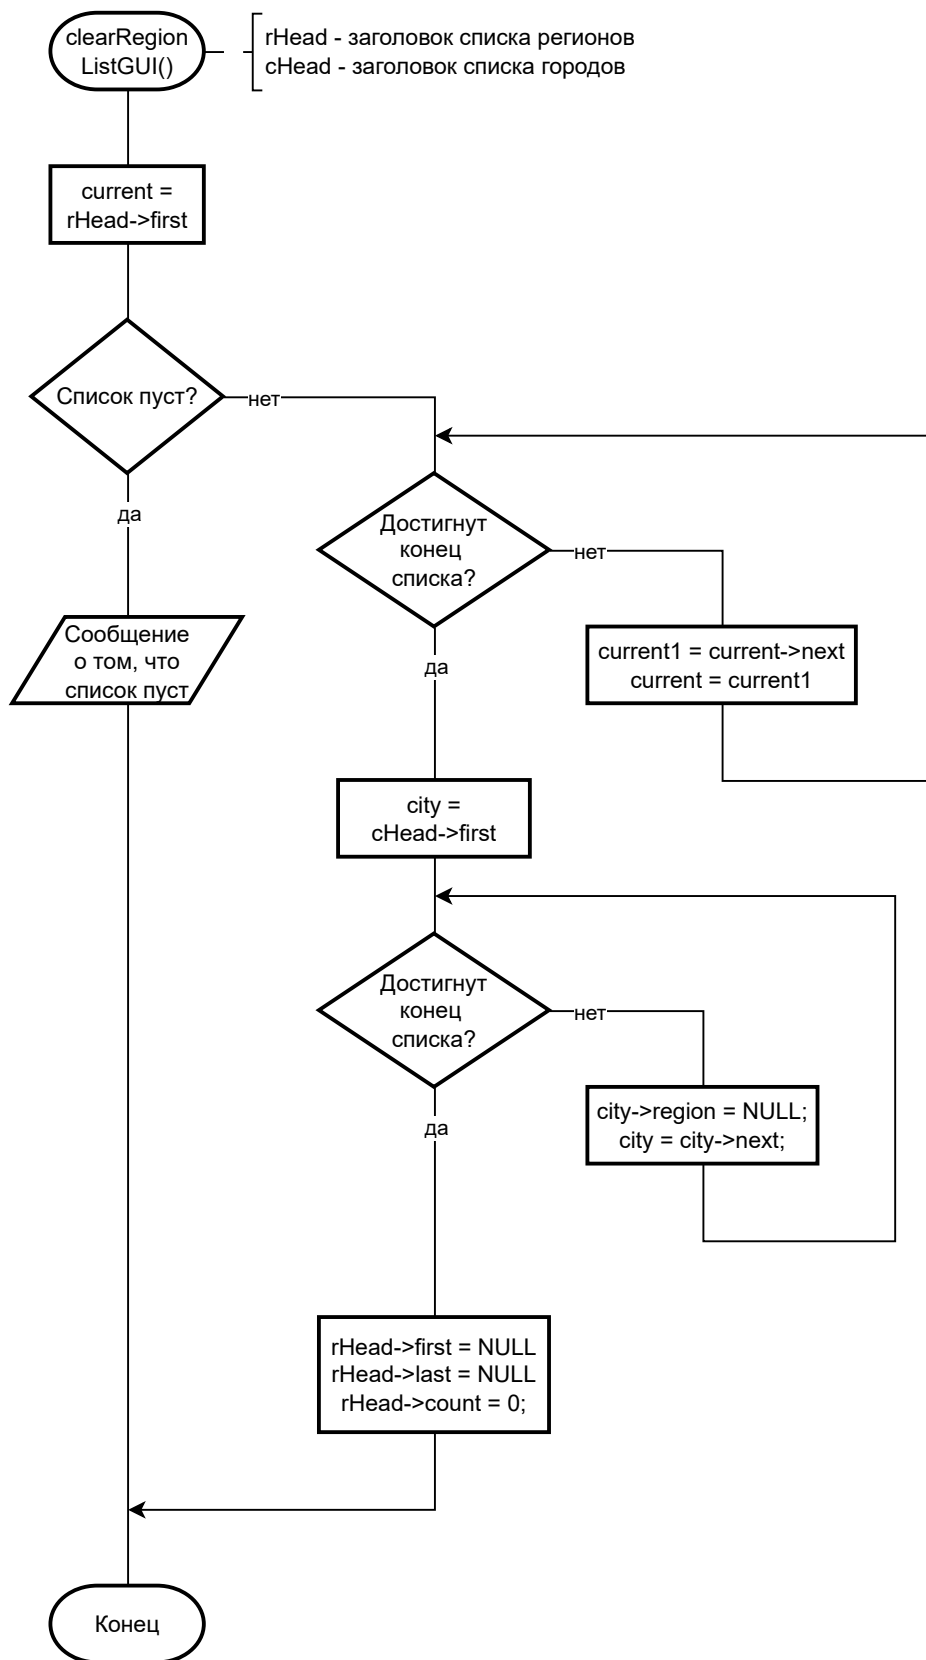 clearRegion
ListGUI()
rHead - заголовок списка регионов
cHead - заголовок списка городов
current =
rHead->first
Список пуст?
нет
да
Достигнут
конец
списка?
нет
Сообщение
о том, что
список пуст
current1 = current->next
current = current1
да
city =
cHead->first
Достигнут
конец
списка?
нет
city->region = NULL;
city = city->next;
да
rHead->first = NULL
rHead->last = NULL
rHead->count = 0;
Конец